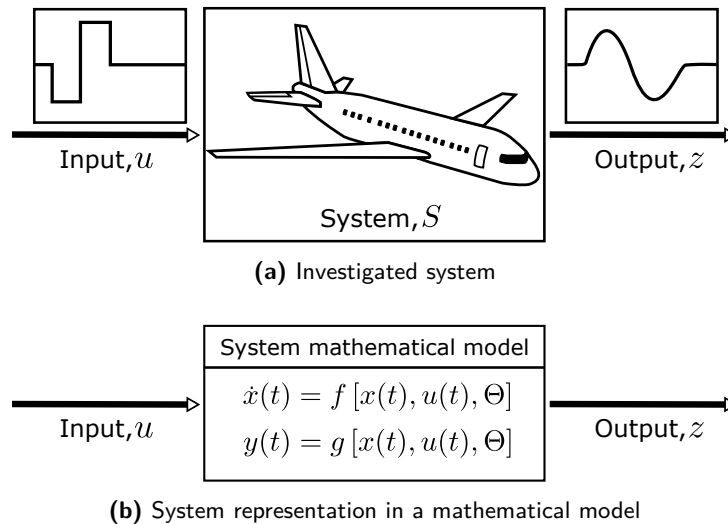 Input, u
Output, z
System, S
(a) Investigated system
System mathematical model
ẋ(t) = f [x(t), u(t), Θ]
y(t) = g [x(t), u(t), Θ]
Input, u
Output, z
(b) System representation in a mathematical model